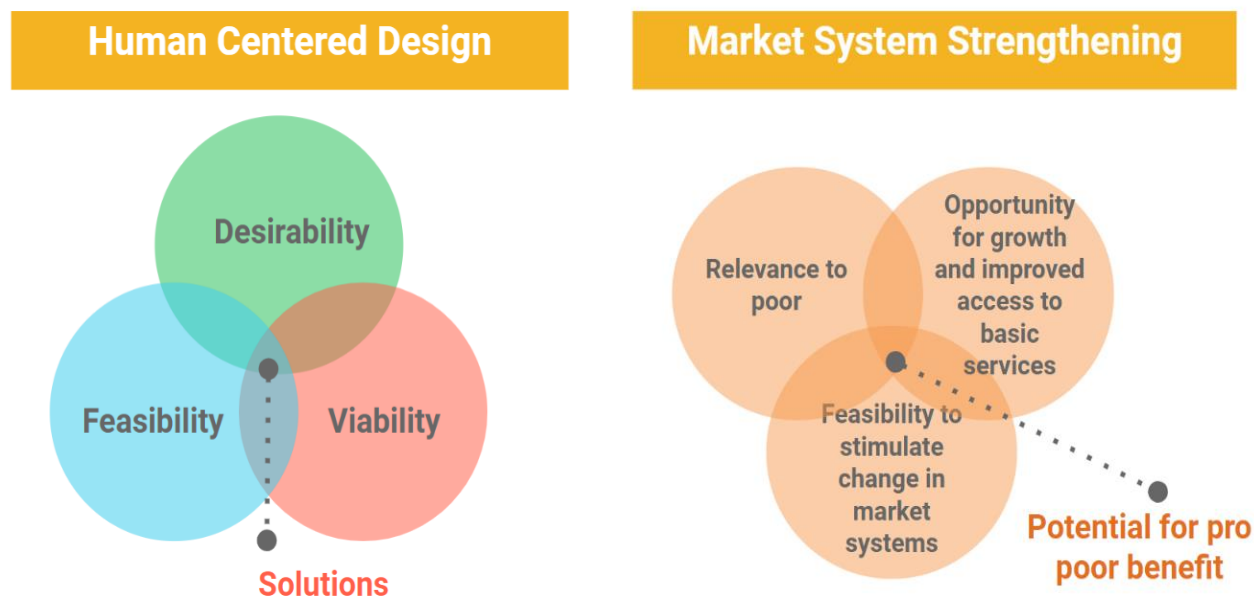 Human Centered Design
Desirability
Feasibility
Viability
Solutions
Market System Strengthening
Relevance to
poor
Opportunity
for growth
and improved
access to
basic
services
Feasibility to
stimulate
change in
market
systems
Potential for pro
poor benefit